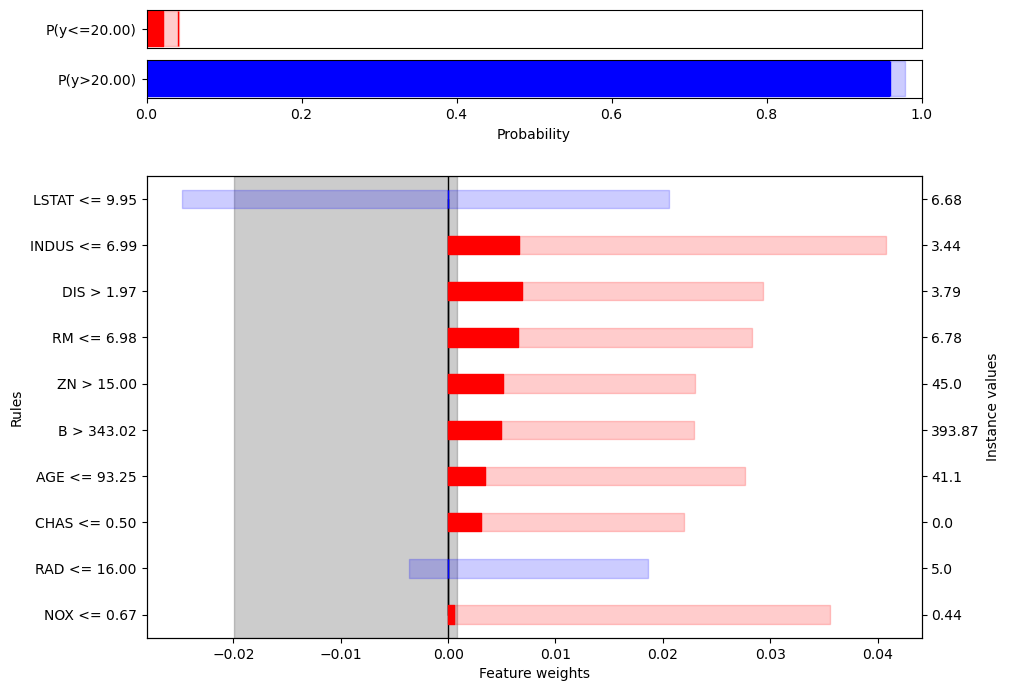 P(y<=20.00)
P(y>20.00)
0.0 0.2 0.4 0.6 0.8 1.0
Probability
LSTAT <= 9.95 6.68
INDUS <= 6.99 3.44
DIS > 1.97 3.79
RM <= 6.98 6.78
ZN > 15.00 45.0
B > 343.02 393.87
AGE <= 93.25 41.1
CHAS <= 0.50 0.0
RAD <= 16.00 5.0
NOX <= 0.67 0.44
Rules
Instance values
−0.02 −0.01 0.00 0.01 0.02 0.03 0.04
Feature weights